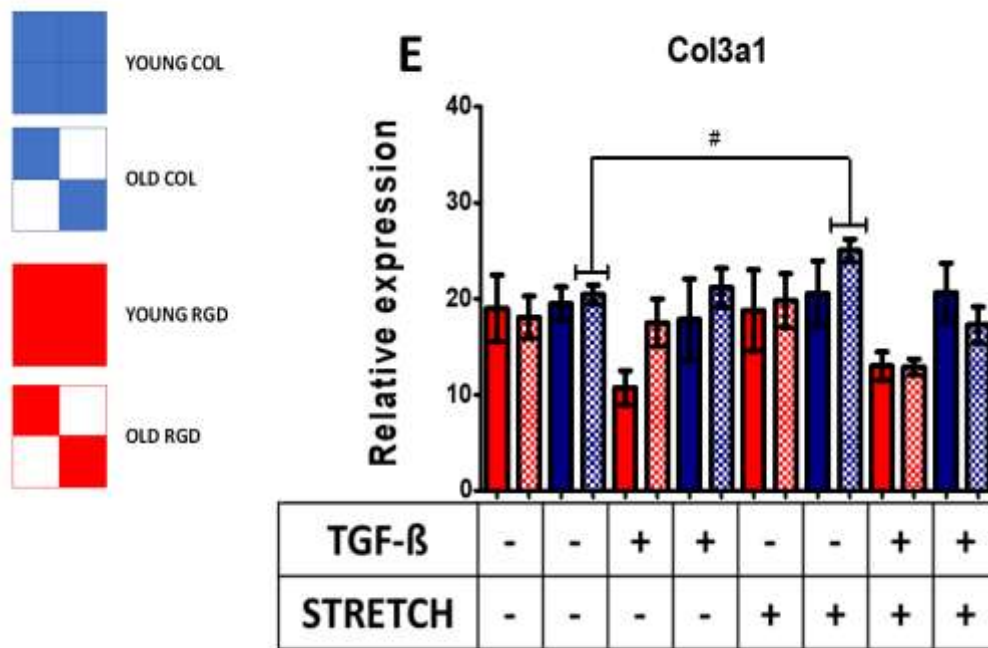 YOUNG COL
OLD COL
YOUNG RGD
OLD RGD
E
Col3a1
Relative expression
40
30
20
10
0
#
TGF-ß - - + + - - + +
STRETCH - - - - + + + +